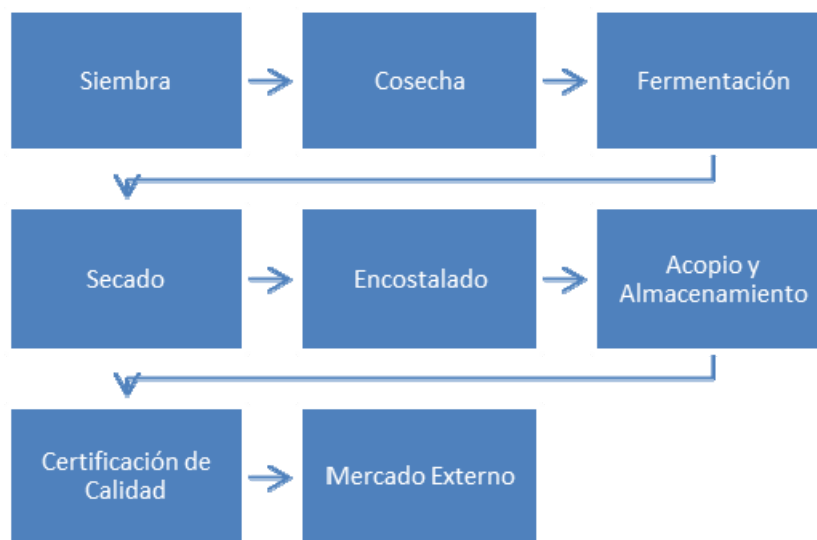 Siembra
Cosecha
Fermentación
Secado
Encostalado
Acopio y
Almacenamiento
Certificación de
Calidad
Mercado Externo